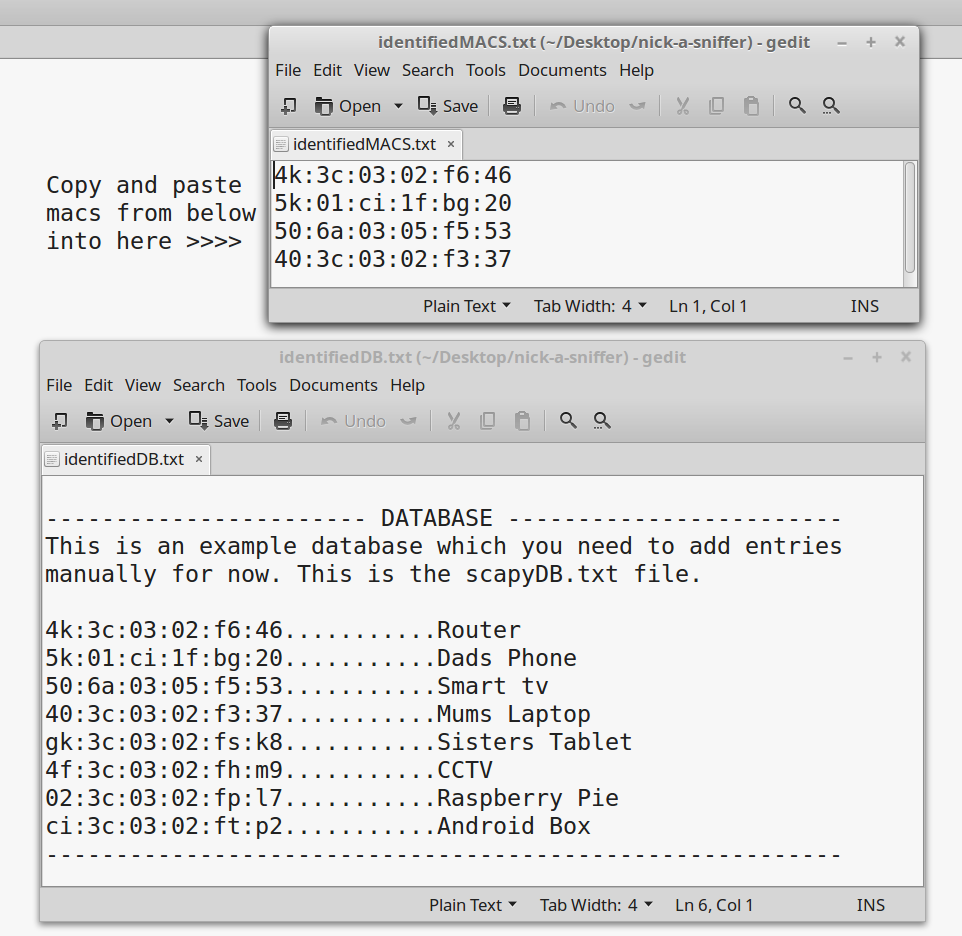 identifiedMACS.txt (~/Desktop/nick-a-sniffer) - gedit
File Edit View Search Tools Documents Help
Open Save Undo
identifiedMACS.txt ×
Copy and paste
macs from below
into here >>>>
4k:3c:03:02:f6:46
5k:01:ci:1f:bg:20
50:6a:03:05:f5:53
40:3c:03:02:f3:37
Plain Text Tab Width: 4 Ln 1, Col 1 INS
identifiedDB.txt (~/Desktop/nick-a-sniffer) - gedit
File Edit View Search Tools Documents Help
Open Save Undo
identifiedDB.txt ×
----------------------- DATABASE ------------------------
This is an example database which you need to add entries
manually for now. This is the scapyDB.txt file.
4k:3c:03:02:f6:46...........Router
5k:01:ci:1f:bg:20...........Dads Phone
50:6a:03:05:f5:53...........Smart tv
40:3c:03:02:f3:37...........Mums Laptop
gk:3c:03:02:fs:k8...........Sisters Tablet
4f:3c:03:02:fh:m9...........CCTV
02:3c:03:02:fp:l7...........Raspberry Pie
ci:3c:03:02:ft:p2...........Android Box
---------------------------------------------------------
Plain Text Tab Width: 4 Ln 6, Col 1 INS